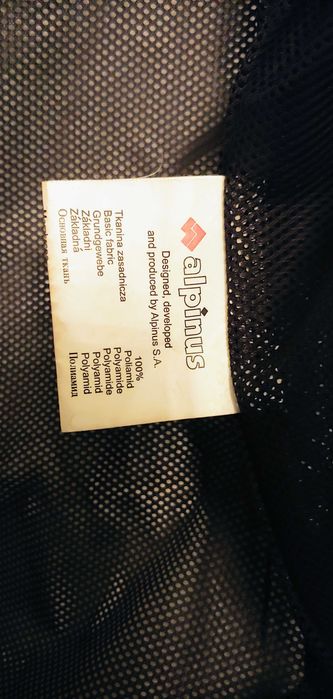 alpinus
Designed, developed
and produced by Alpinus S.A.
100%
Tkanina zasadnicza Poliamid
Basic fabric Polyamide
Grundgewebe Polyamide
Základní Polyamid
Základná Polyamid
Основная ткань Полиамид